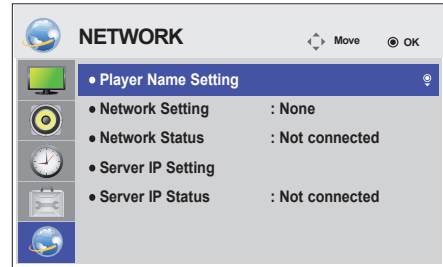 NETWORK
Move
OK
• Player Name Setting
• Network Setting : None
• Network Status : Not connected
• Server IP Setting
• Server IP Status : Not connected